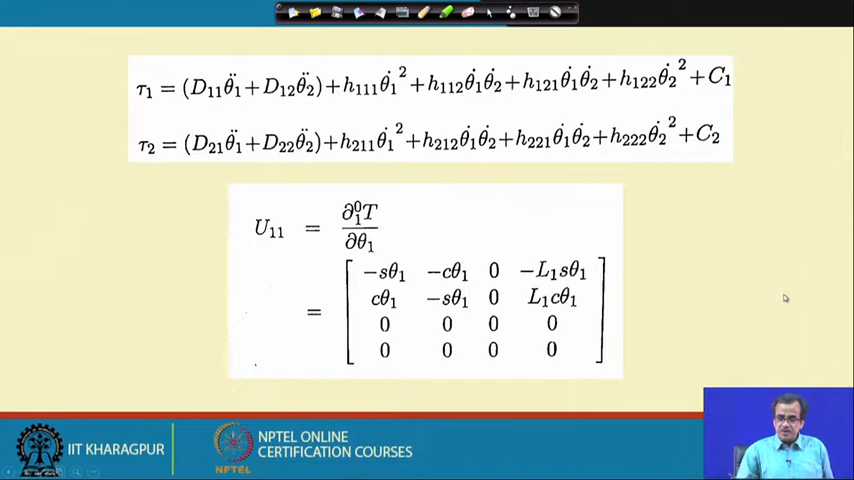 τ₁ = (D₁₁θ̈₁+D₁₂θ̈₂)+h₁₁₁θ̇₁²+h₁₁₂θ̇₁θ̇₂+h₁₂₁θ̇₁θ̇₂+h₁₂₂θ̇₂²+C₁
τ₂ = (D₂₁θ̈₁+D₂₂θ̈₂)+h₂₁₁θ̇₁²+h₂₁₂θ̇₁θ̇₂+h₂₂₁θ̇₁θ̇₂+h₂₂₂θ̇₂²+C₂
U₁₁ = ∂⁰₁T / ∂θ₁
= [ −sθ₁ −cθ₁ 0 −L₁sθ₁
cθ₁ −sθ₁ 0 L₁cθ₁
0 0 0 0
0 0 0 0 ]
IIT KHARAGPUR
NPTEL
NPTEL ONLINE
CERTIFICATION COURSES